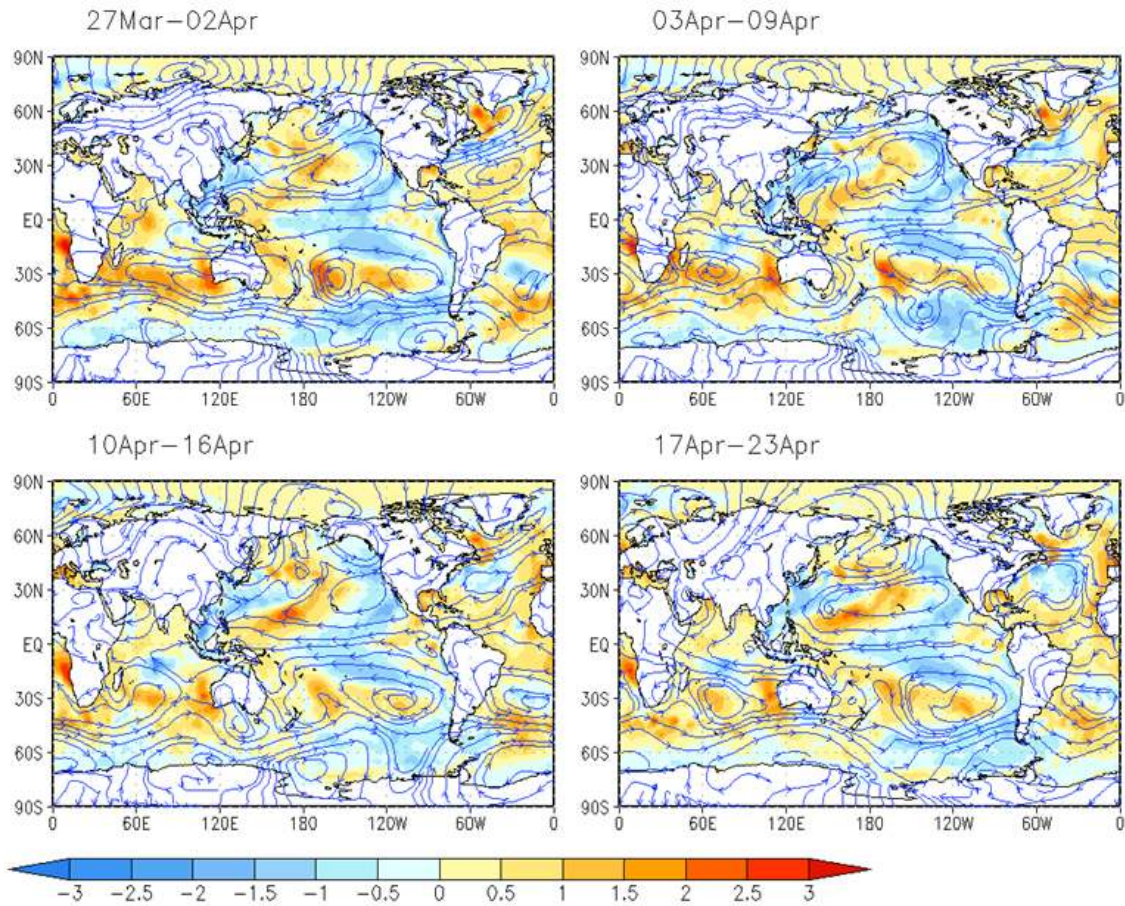 27Mar-02Apr
03Apr-09Apr
90N
60N
30N
EQ
30S
60S
90S
0 60E 120E 180 120W 60W 0
90N
60N
30N
EQ
30S
60S
90S
0 60E 120E 180 120W 60W 0
10Apr-16Apr
17Apr-23Apr
90N
60N
30N
EQ
30S
60S
90S
0 60E 120E 180 120W 60W 0
90N
60N
30N
EQ
30S
60S
90S
0 60E 120E 180 120W 60W 0
-3 -2.5 -2 -1.5 -1 -0.5 0 0.5 1 1.5 2 2.5 3